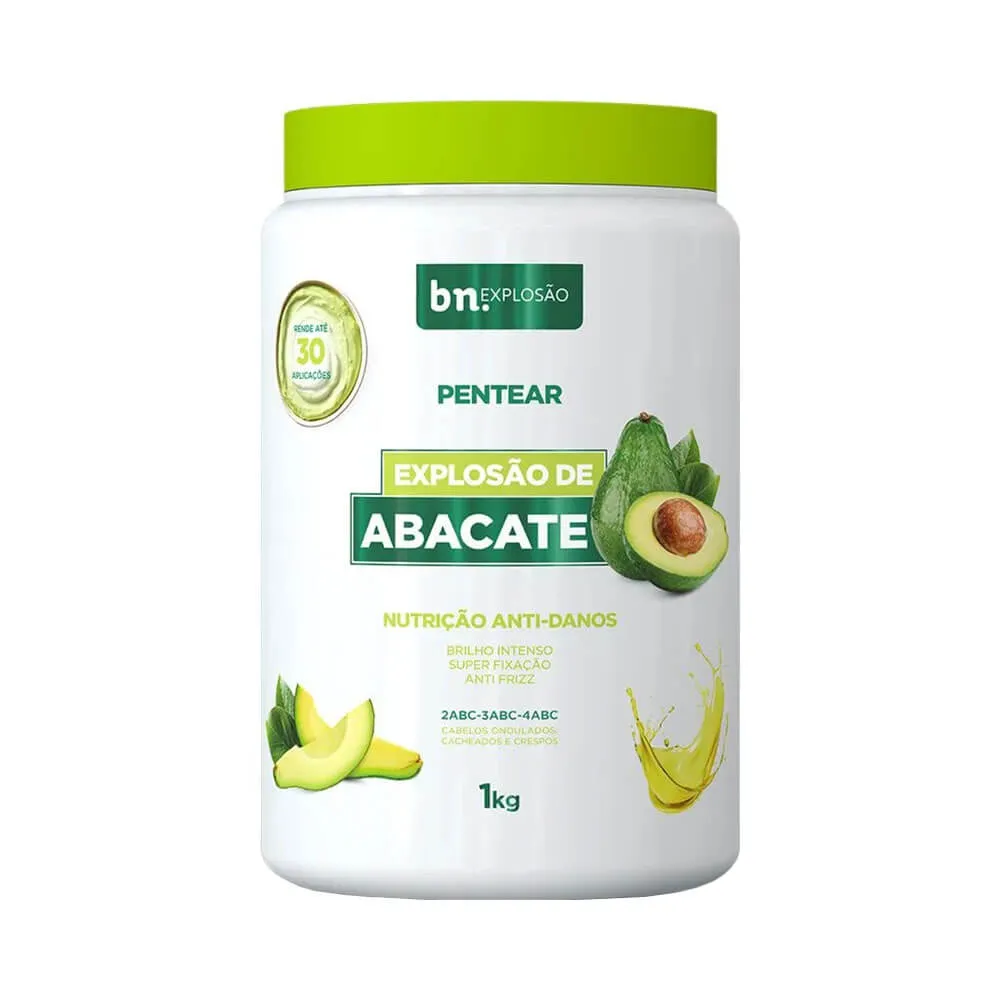 bn.EXPLOSÃO
RENDE ATÉ
30
APLICAÇÕES
PENTEAR
EXPLOSÃO DE
ABACATE
NUTRIÇÃO ANTI-DANOS
BRILHO INTENSO
SUPER FIXAÇÃO
ANTI FRIZZ
2ABC-3ABC-4ABC
CABELOS ONDULADOS,
CACHEADOS E CRESPOS
1kg